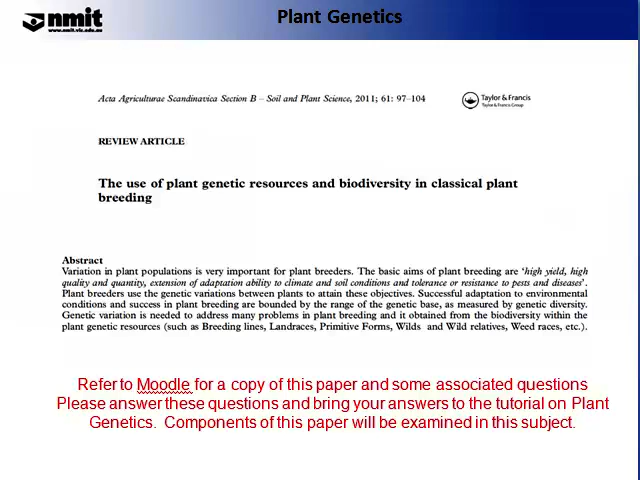 nmit
www.nmit.vic.edu.au
Plant Genetics
Acta Agriculturae Scandinavica Section B – Soil and Plant Science, 2011; 61: 97–104
Taylor & Francis
Taylor & Francis Group
REVIEW ARTICLE
The use of plant genetic resources and biodiversity in classical plant
breeding
Abstract
Variation in plant populations is very important for plant breeders. The basic aims of plant breeding are ‘high yield, high
quality and quantity, extension of adaptation ability to climate and soil conditions and tolerance or resistance to pests and diseases’.
Plant breeders use the genetic variations between plants to attain these objectives. Successful adaptation to environmental
conditions and success in plant breeding are bounded by the range of the genetic base, as measured by genetic diversity.
Genetic variation is needed to address many problems in plant breeding and it obtained from the biodiversity within the
plant genetic resources (such as Breeding lines, Landraces, Primitive Forms, Wilds and Wild relatives, Weed races, etc.).
Refer to Moodle for a copy of this paper and some associated questions
Please answer these questions and bring your answers to the tutorial on Plant
Genetics. Components of this paper will be examined in this subject.